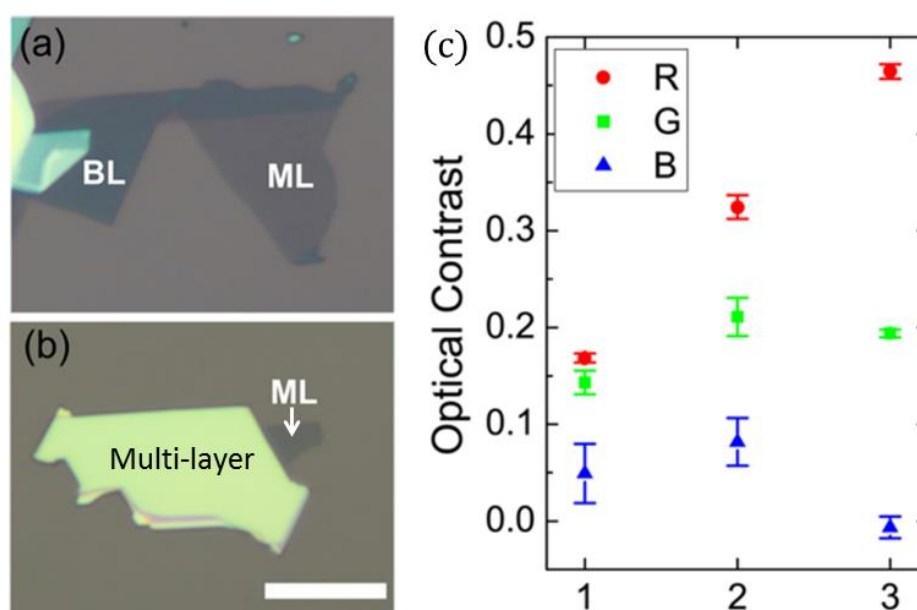 (a)
BL
ML
(b)
ML
Multi-layer
(c)
Optical Contrast
0.5
0.4
0.3
0.2
0.1
0.0
R
G
B
1
2
3